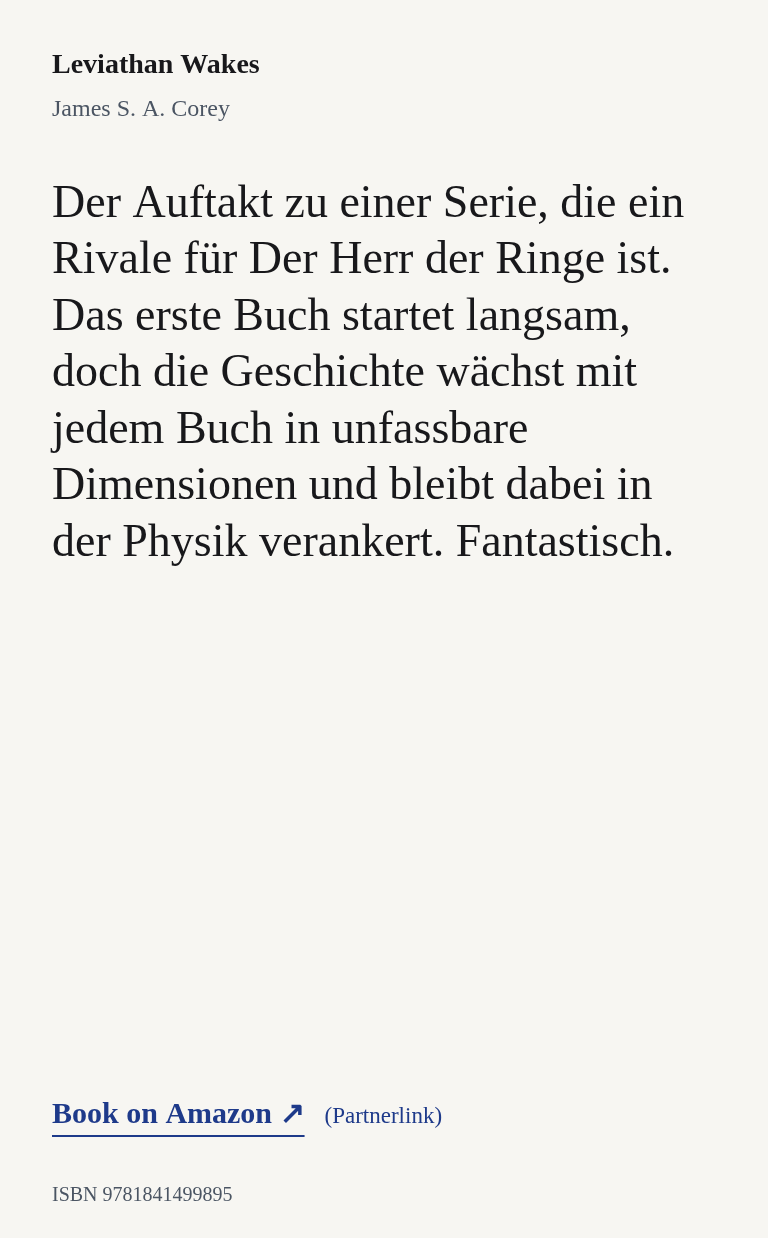 Leviathan Wakes
James S. A. Corey
Der Auftakt zu einer Serie, die ein
Rivale für Der Herr der Ringe ist.
Das erste Buch startet langsam,
doch die Geschichte wächst mit
jedem Buch in unfassbare
Dimensionen und bleibt dabei in
der Physik verankert. Fantastisch.
Book on Amazon ↗ (Partnerlink)
ISBN 9781841499895